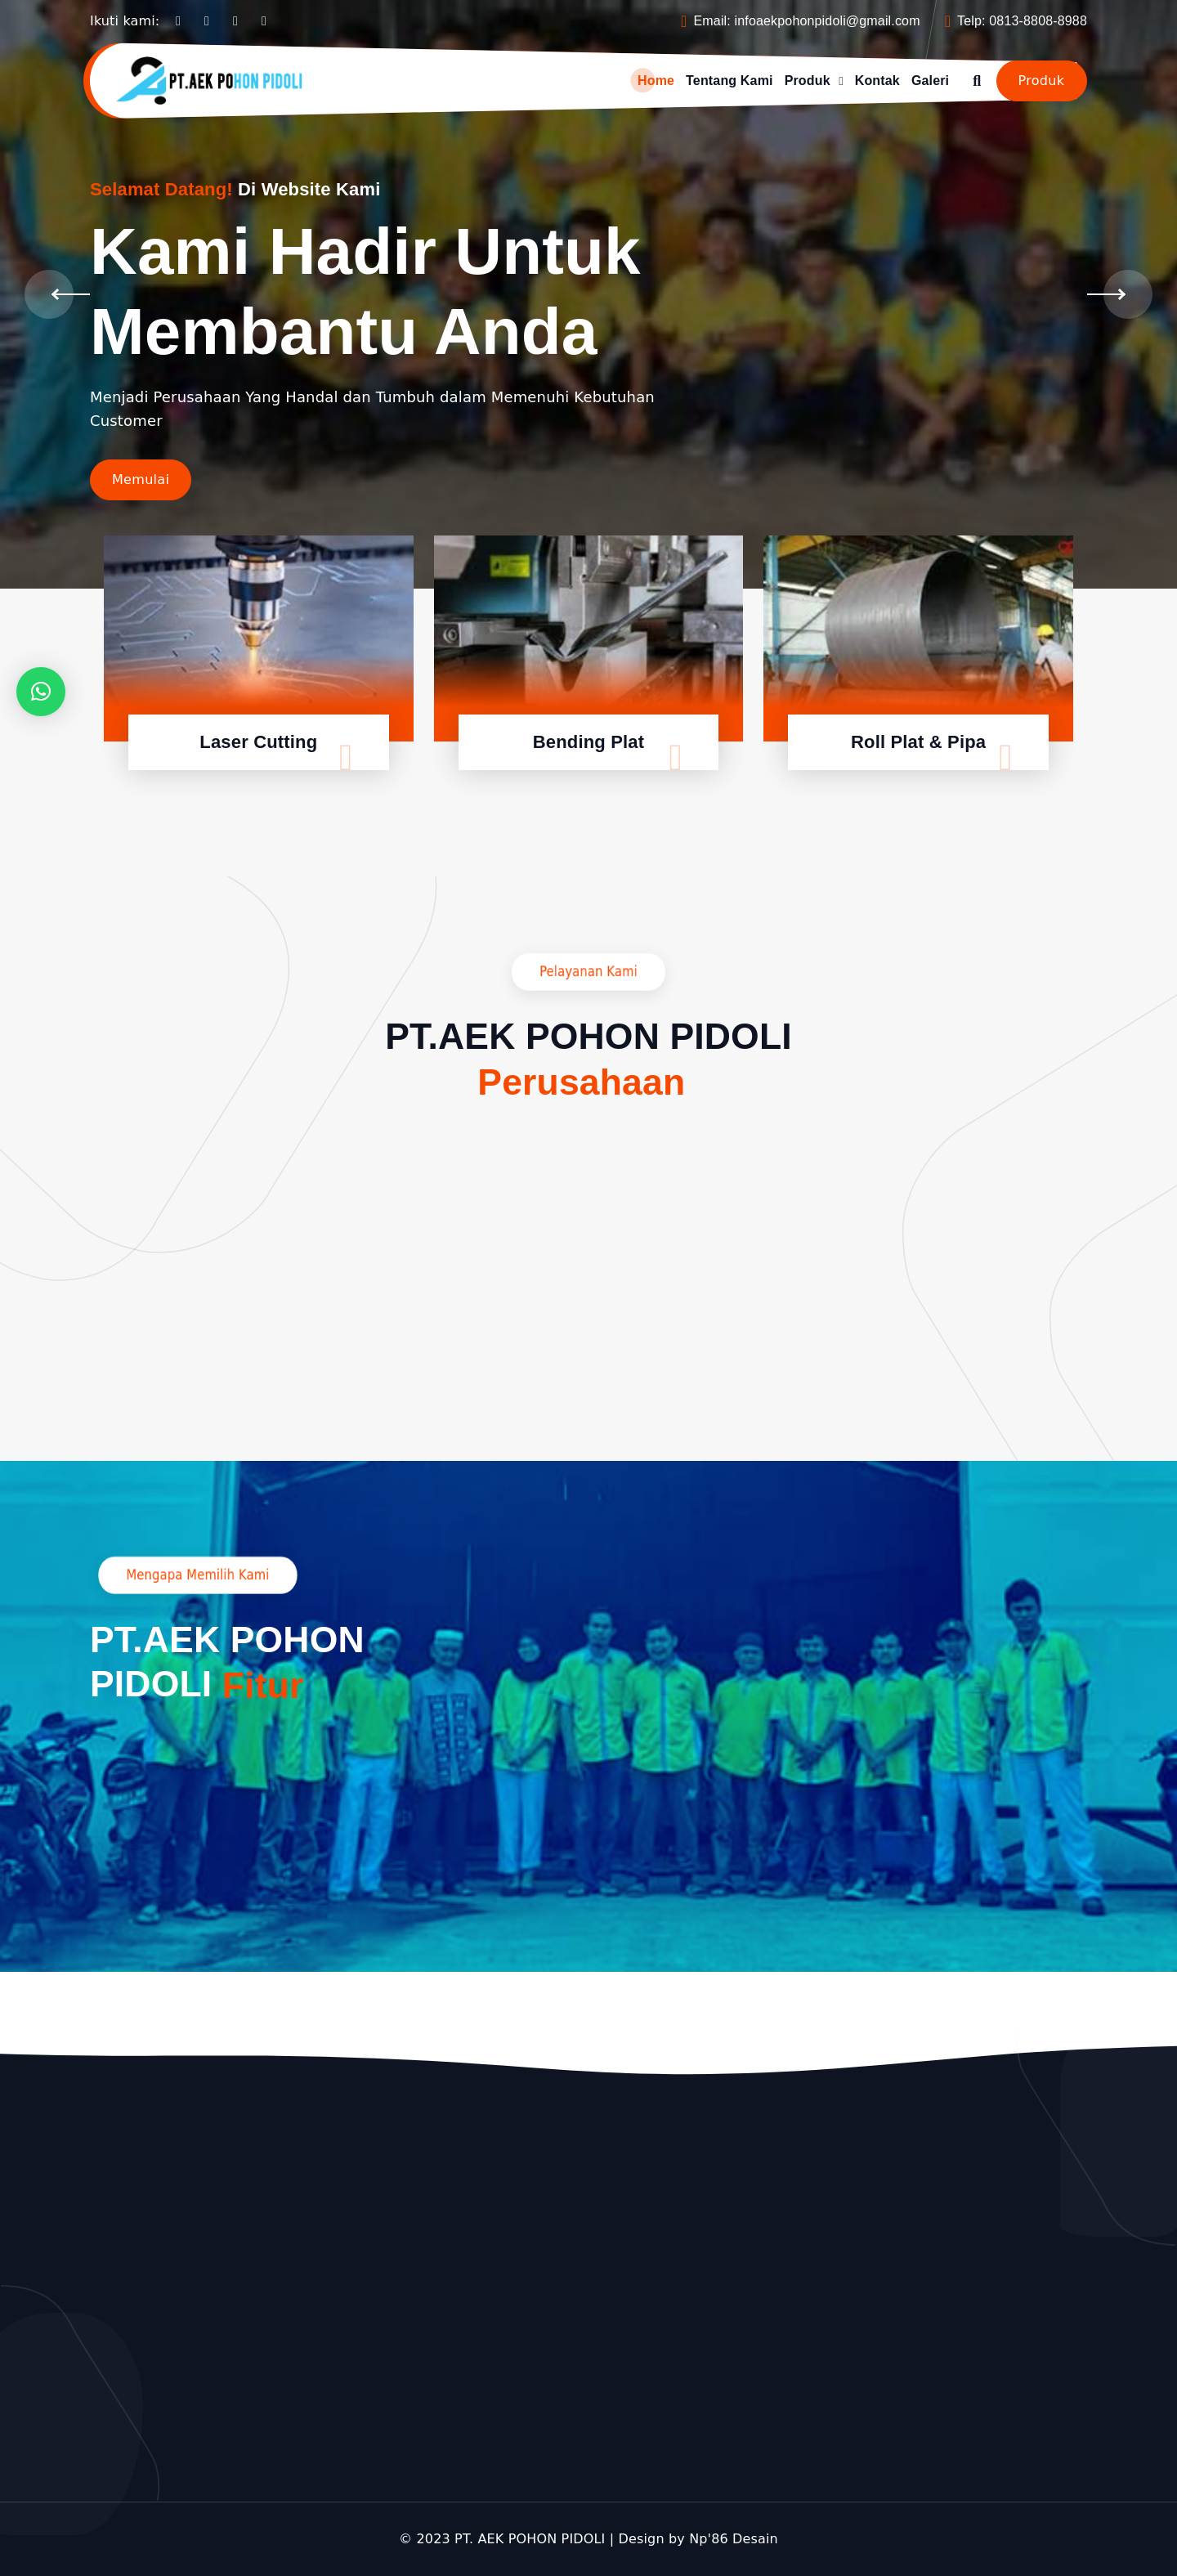 Ikuti kami:
Email: infoaekpohonpidoli@gmail.com
Telp: 0813-8808-8988
PT.AEK POHON PIDOLI
Home
Tentang Kami
Produk
Kontak
Galeri
Produk
Selamat Datang! Di Website Kami
Kami Hadir Untuk
Membantu Anda
Menjadi Perusahaan Yang Handal dan Tumbuh dalam Memenuhi Kebutuhan
Customer
Memulai
Laser Cutting
Bending Plat
Roll Plat & Pipa
Pelayanan Kami
PT.AEK POHON PIDOLI
Perusahaan
Mengapa Memilih Kami
PT.AEK POHON
PIDOLI Fitur
© 2023 PT. AEK POHON PIDOLI | Design by Np'86 Desain